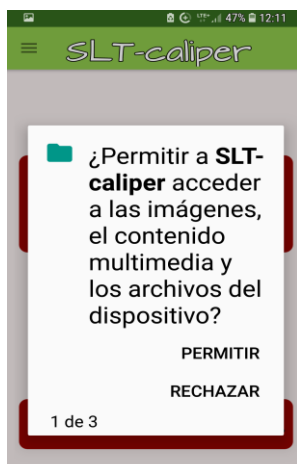 47% 12:11
SLT-caliper
¿Permitir a SLT-
caliper acceder
a las imágenes,
el contenido
multimedia y
los archivos del
dispositivo?
PERMITIR
RECHAZAR
1 de 3